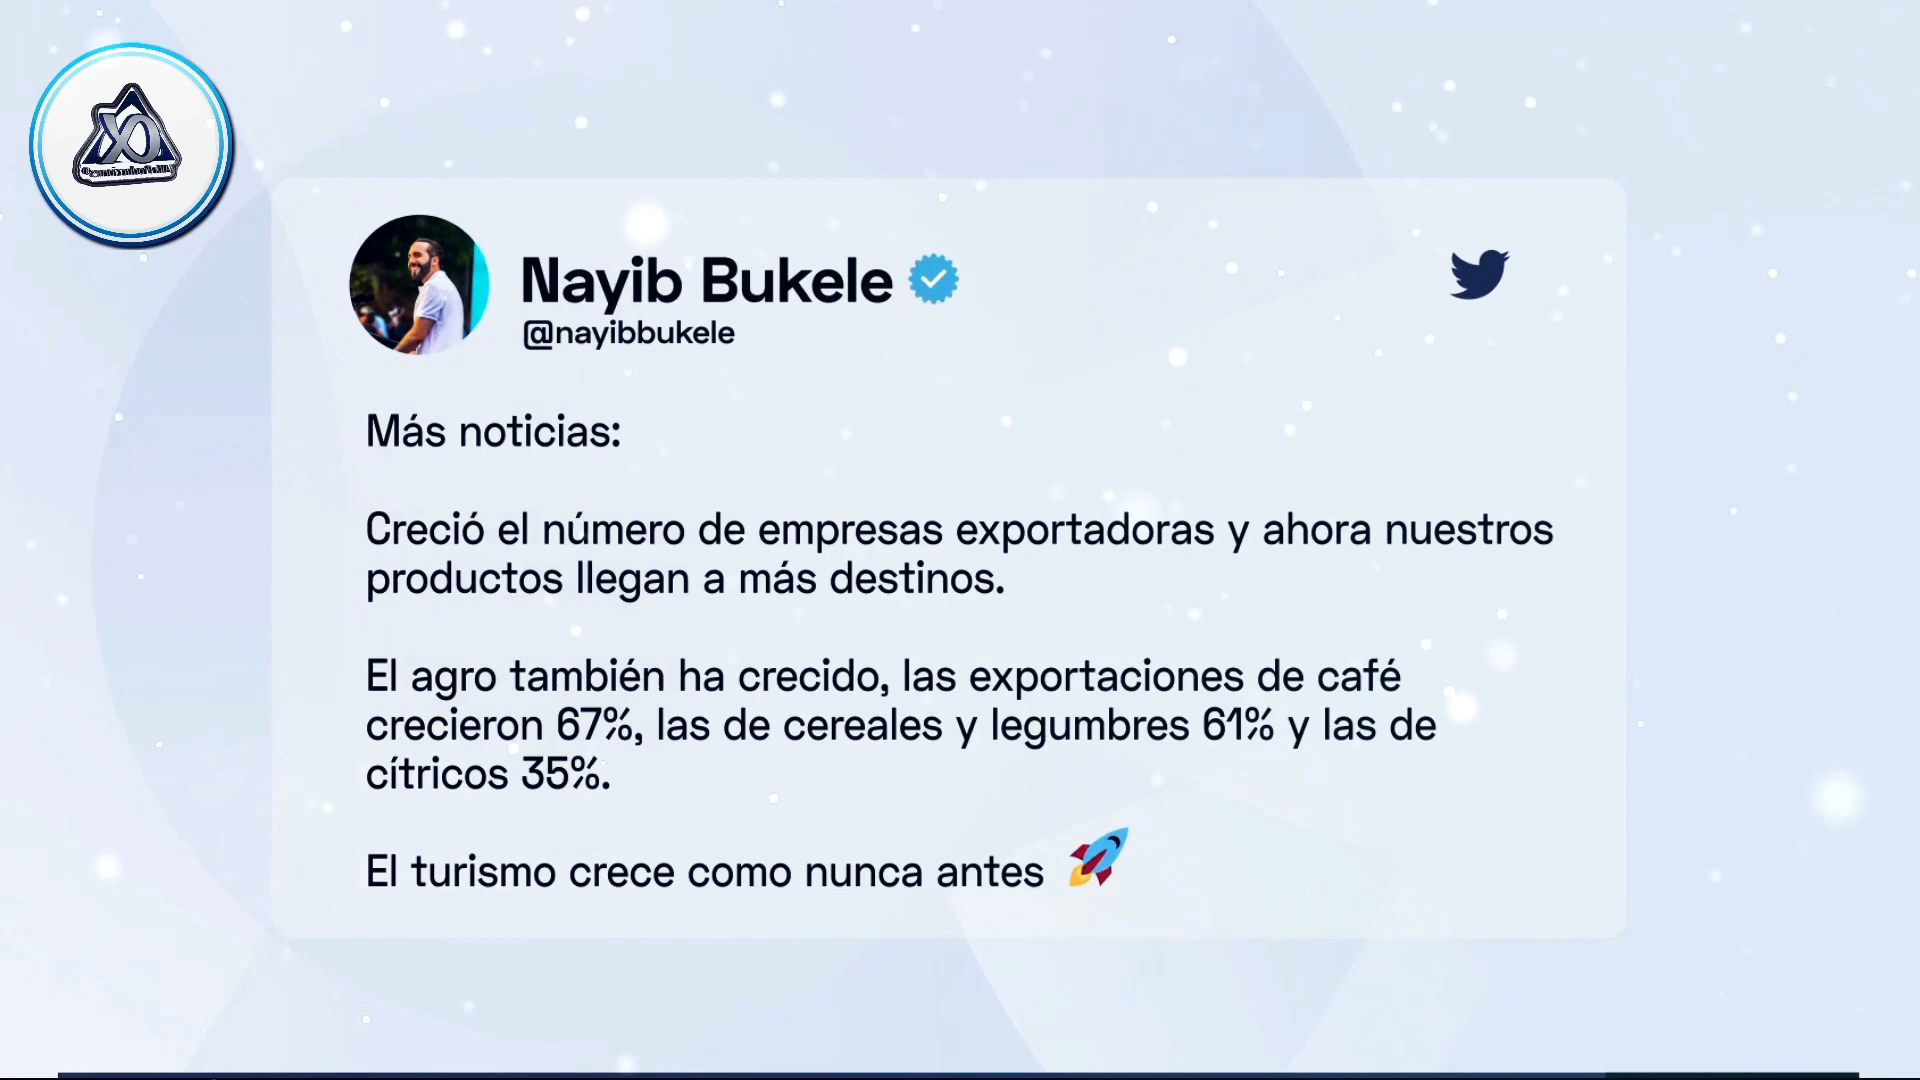 Nayib Bukele
@nayibbukele
Más noticias:
Creció el número de empresas exportadoras y ahora nuestros
productos llegan a más destinos.
El agro también ha crecido, las exportaciones de café
crecieron 67%, las de cereales y legumbres 61% y las de
cítricos 35%.
El turismo crece como nunca antes 🚀